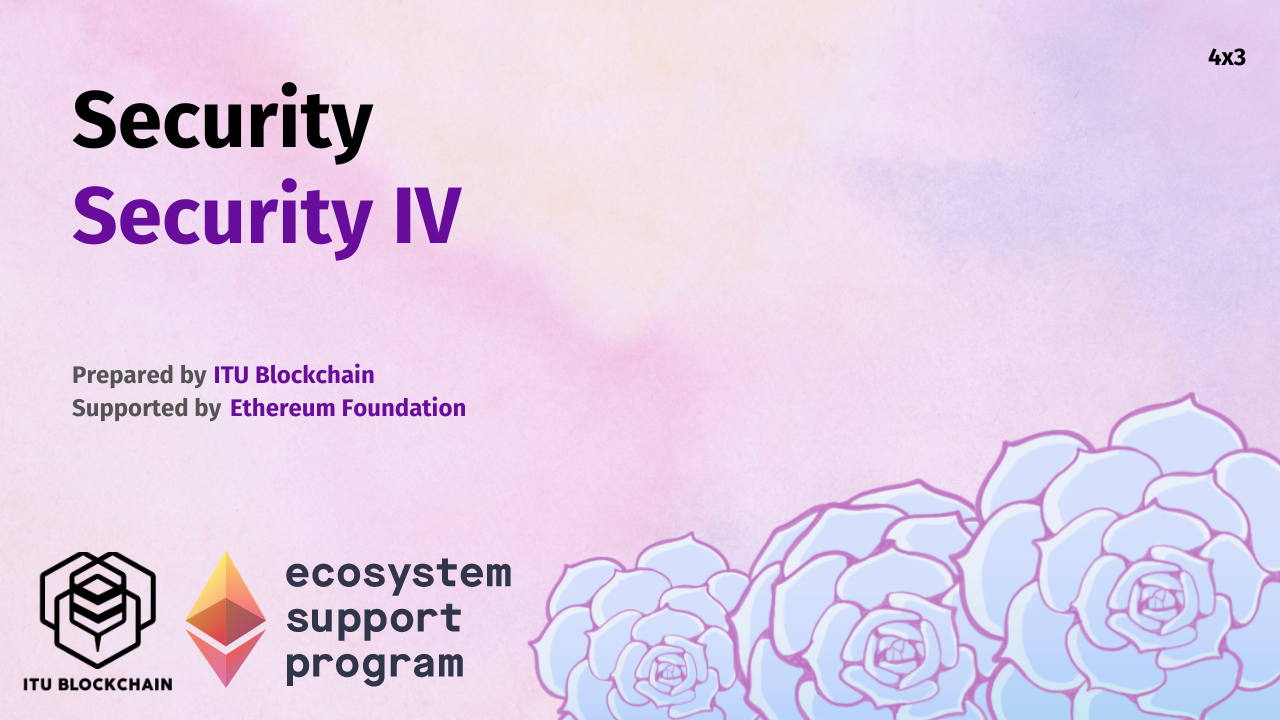 4x3
Security
Security IV
Prepared by ITU Blockchain
Supported by Ethereum Foundation
ITU BLOCKCHAIN
ecosystem
support
program